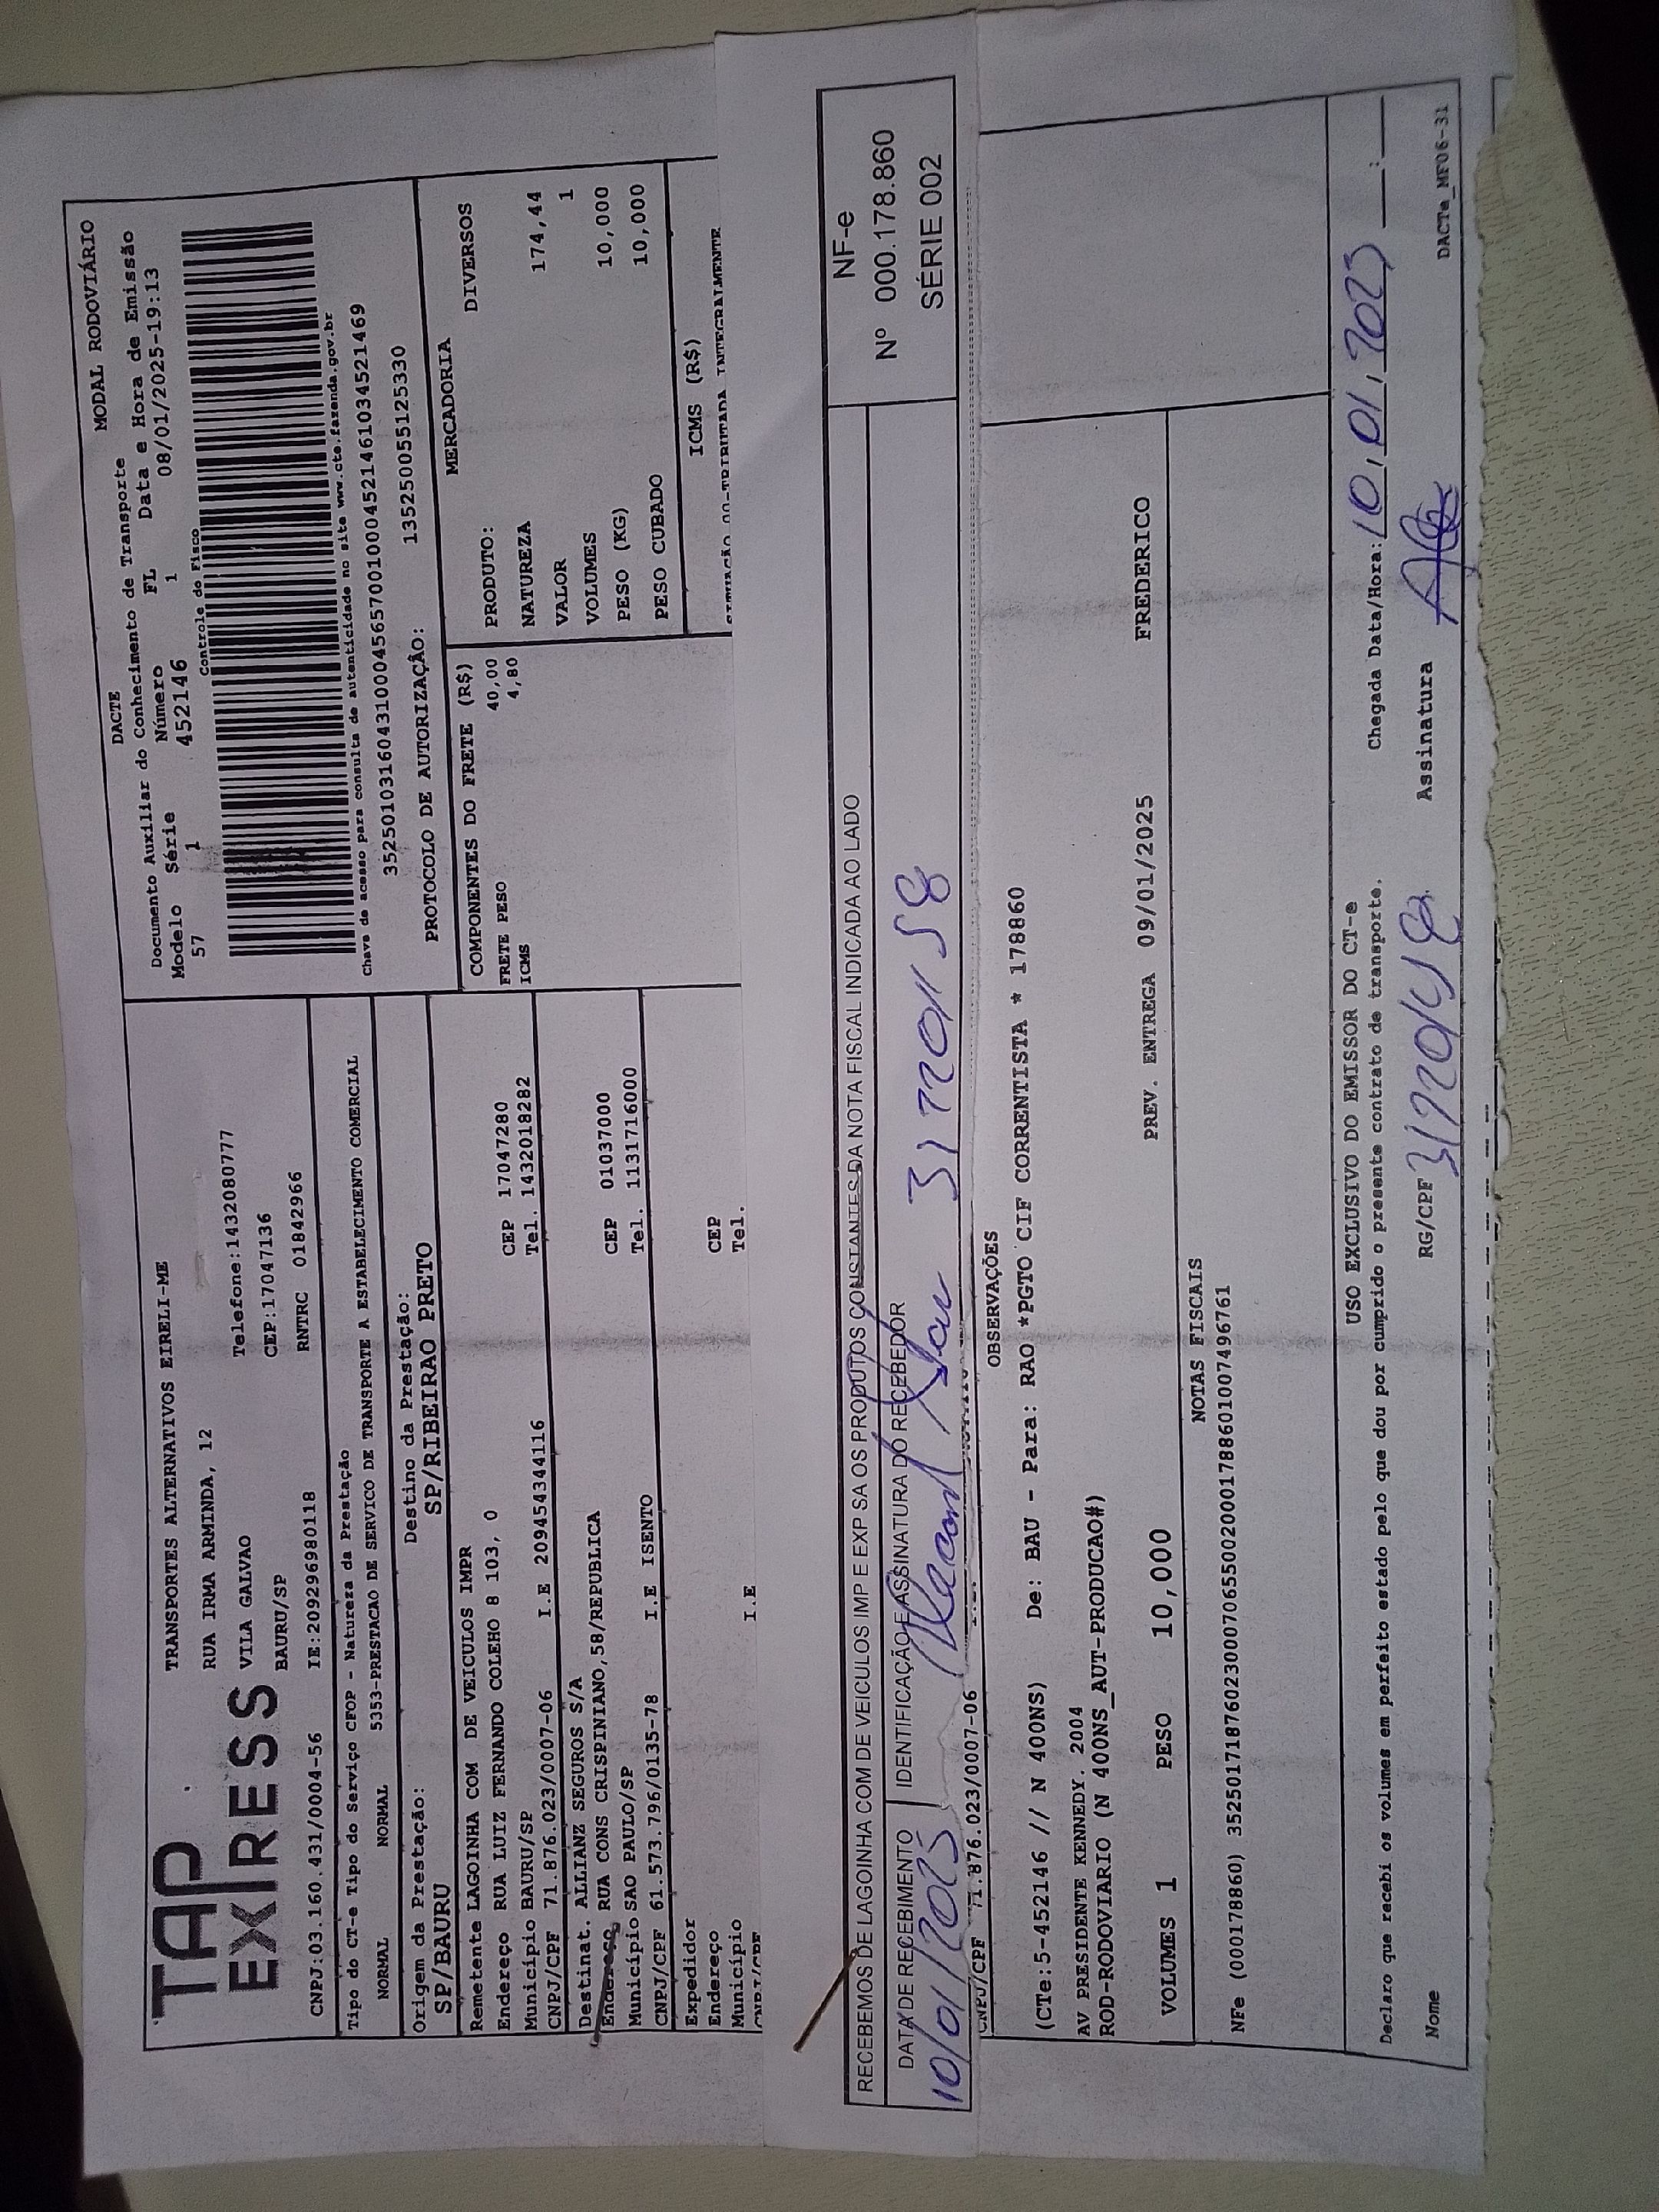 TAP
EXPRESS
TRANSPORTES ALTERNATIVOS EIRELI-ME
RUA IRMA ARMINDA, 12
VILA GALVAO Telefone:1432080777
BAURU/SP CEP:17047136
CNPJ:03.160.431/0004-56 IE:209296980118 RNTRC 01842966
Tipo do CT-e Tipo do Serviço CFOP - Natureza da Prestação
NORMAL NORMAL 5353-PRESTACAO DE SERVICO DE TRANSPORTE A ESTABELECIMENTO COMERCIAL
Origem da Prestação: Destino da Prestação:
SP/BAURU SP/RIBEIRAO PRETO
Remetente LAGOINHA COM DE VEICULOS IMPR
Endereço RUA LUIZ FERNANDO COLEHO 8 103, 0 CEP 17047280
Município BAURU/SP Tel. 1432018282
CNPJ/CPF 71.876.023/0007-06 I.E 209454344116
Destinat. ALLIANZ SEGUROS S/A
Endereço RUA CONS CRISPINIANO,58/REPUBLICA CEP 01037000
Município SAO PAULO/SP Tel. 1131716000
CNPJ/CPF 61.573.796/0135-78 I.E ISENTO
Expedidor
Endereço CEP
Município Tel.
CNPJ/CPF I.E
DACTE MODAL RODOVIÁRIO
Documento Auxiliar do Conhecimento de Transporte
Modelo Série Número FL Data e Hora de Emissão
57 1 452146 1 08/01/2025-19:13
Controle do Fisco
Chave de acesso para consulta de autenticidade no site www.cte.fazenda.gov.br
35250103160431000456570010004521461034521469
PROTOCOLO DE AUTORIZAÇÃO: 135250055125330
COMPONENTES DO FRETE (R$)
FRETE PESO 40,00
ICMS 4,80
MERCADORIA
PRODUTO: DIVERSOS
NATUREZA
VALOR 174,44
VOLUMES 1
PESO (KG) 10,000
PESO CUBADO 10,000
ICMS (R$)
SITUAÇÃO 00-TRIBUTADA INTEGRALMENTE
RECEBEMOS DE LAGOINHA COM DE VEICULOS IMP E EXP SA OS PRODUTOS CONSTANTES DA NOTA FISCAL INDICADA AO LADO
DATA DE RECEBIMENTO IDENTIFICAÇÃO E ASSINATURA DO RECEBEDOR
10/01/2025
NF-e
Nº 000.178.860
SÉRIE 002
CNPJ/CPF 71.876.023/0007-06
OBSERVAÇÕES
(CTe:5-452146 // N 400NS) De: BAU - Para: RAO *PGTO CIF CORRENTISTA * 178860
AV PRESIDENTE KENNEDY. 2004
ROD-RODOVIARIO (N 400NS_AUT-PRODUCAO#)
VOLUMES 1 PESO 10,000 PREV. ENTREGA 09/01/2025 FREDERICO
NOTAS FISCAIS
NFe (000178860) 35250171876023000706550020001788601007496761
USO EXCLUSIVO DO EMISSOR DO CT-e
Declaro que recebi os volumes em perfeito estado pelo que dou por cumprido o presente contrato de transporte. Chegada Data/Hora: 10,01,2025 ___:___
Nome RG/CPF Assinatura
DACTe_MF06-31